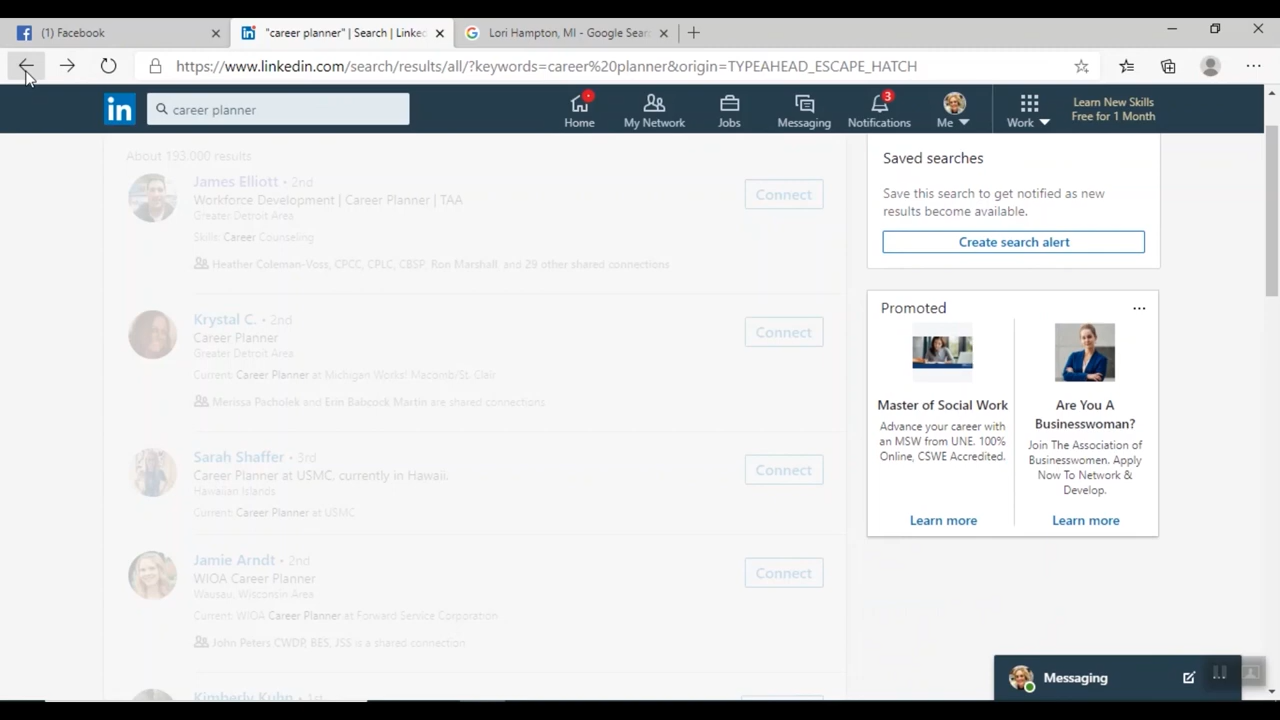 (1) Facebook
"career planner" | Search | Linke
Lori Hampton, MI - Google Sear
https://www.linkedin.com/search/results/all/?keywords=career%20planner&origin=TYPEAHEAD_ESCAPE_HATCH
in
career planner
Home
My Network
Jobs
Messaging
3
Notifications
Me
Work
Learn New Skills
Free for 1 Month
About 193,000 results
James Elliott • 2nd
Workforce Development | Career Planner | TAA
Greater Detroit Area
Skills: Career Counseling
Heather Coleman-Voss, CPCC, CPLC, CBSP, Ron Marshall, and 29 other shared connections
Connect
Krystal C. • 2nd
Career Planner
Greater Detroit Area
Current: Career Planner at Michigan Works! Macomb/St. Clair
Merissa Pacholek and Erin Babcock Martin are shared connections
Connect
Sarah Shaffer • 3rd
Career Planner at USMC, currently in Hawaii.
Hawaiian Islands
Current: Career Planner at USMC
Connect
Jamie Arndt • 2nd
WIOA Career Planner
Wausau, Wisconsin Area
Current: WIOA Career Planner at Forward Service Corporation
John Peters CWDP, BES, JSS is a shared connection
Connect
Kimberly Kuhn • 1st
Saved searches
Save this search to get notified as new
results become available.
Create search alert
Promoted
Master of Social Work
Advance your career with
an MSW from UNE. 100%
Online, CSWE Accredited.
Learn more
Are You A
Businesswoman?
Join The Association of
Businesswomen. Apply
Now To Network &
Develop.
Learn more
Messaging